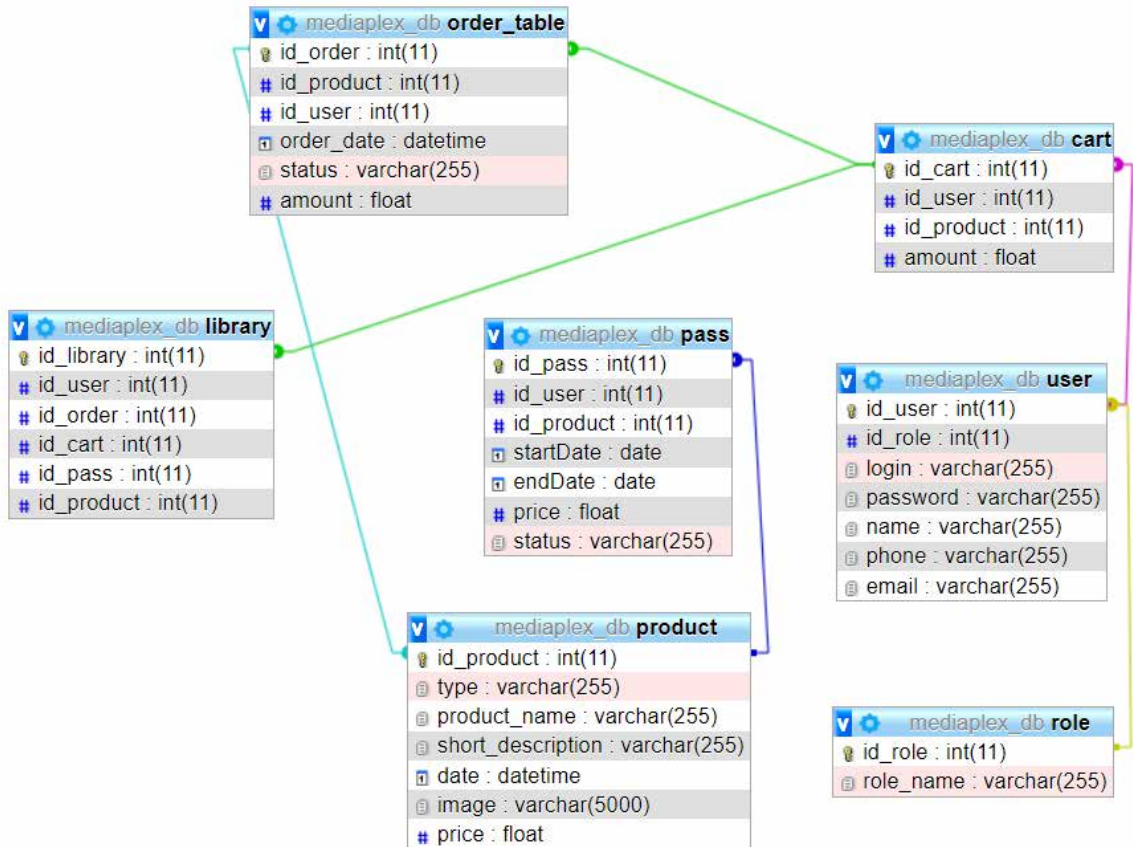 mediaplex_db order_table
id_order : int(11)
id_product : int(11)
id_user : int(11)
order_date : datetime
status : varchar(255)
amount : float
mediaplex_db cart
id_cart : int(11)
id_user : int(11)
id_product : int(11)
amount : float
mediaplex_db library
id_library : int(11)
id_user : int(11)
id_order : int(11)
id_cart : int(11)
id_pass : int(11)
id_product : int(11)
mediaplex_db pass
id_pass : int(11)
id_user : int(11)
id_product : int(11)
startDate : date
endDate : date
price : float
status : varchar(255)
mediaplex_db user
id_user : int(11)
id_role : int(11)
login : varchar(255)
password : varchar(255)
name : varchar(255)
phone : varchar(255)
email : varchar(255)
mediaplex_db product
id_product : int(11)
type : varchar(255)
product_name : varchar(255)
short_description : varchar(255)
date : datetime
image : varchar(5000)
price : float
mediaplex_db role
id_role : int(11)
role_name : varchar(255)